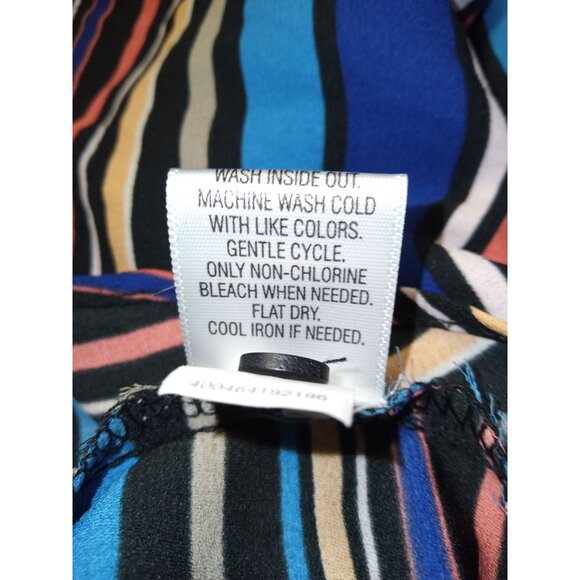 WASH INSIDE OUT.
MACHINE WASH COLD
WITH LIKE COLORS.
GENTLE CYCLE.
ONLY NON-CHLORINE
BLEACH WHEN NEEDED.
FLAT DRY.
COOL IRON IF NEEDED.
400464192196